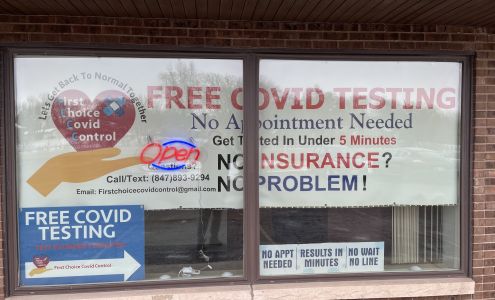 Let's Get Back To Normal Together
First
Choice
Covid
Control
FREE COVID TESTING
No Appointment Needed
Get Tested In Under 5 Minutes
Open
NO INSURANCE?
NO PROBLEM!
Questions?
Call/Text: (847)893-9294
Email: Firstchoicecovidcontrol@gmail.com
FREE COVID
TESTING
First Choice Covid Control
NO APPT
NEEDED
RESULTS IN
MINUTES
NO WAIT
NO LINE